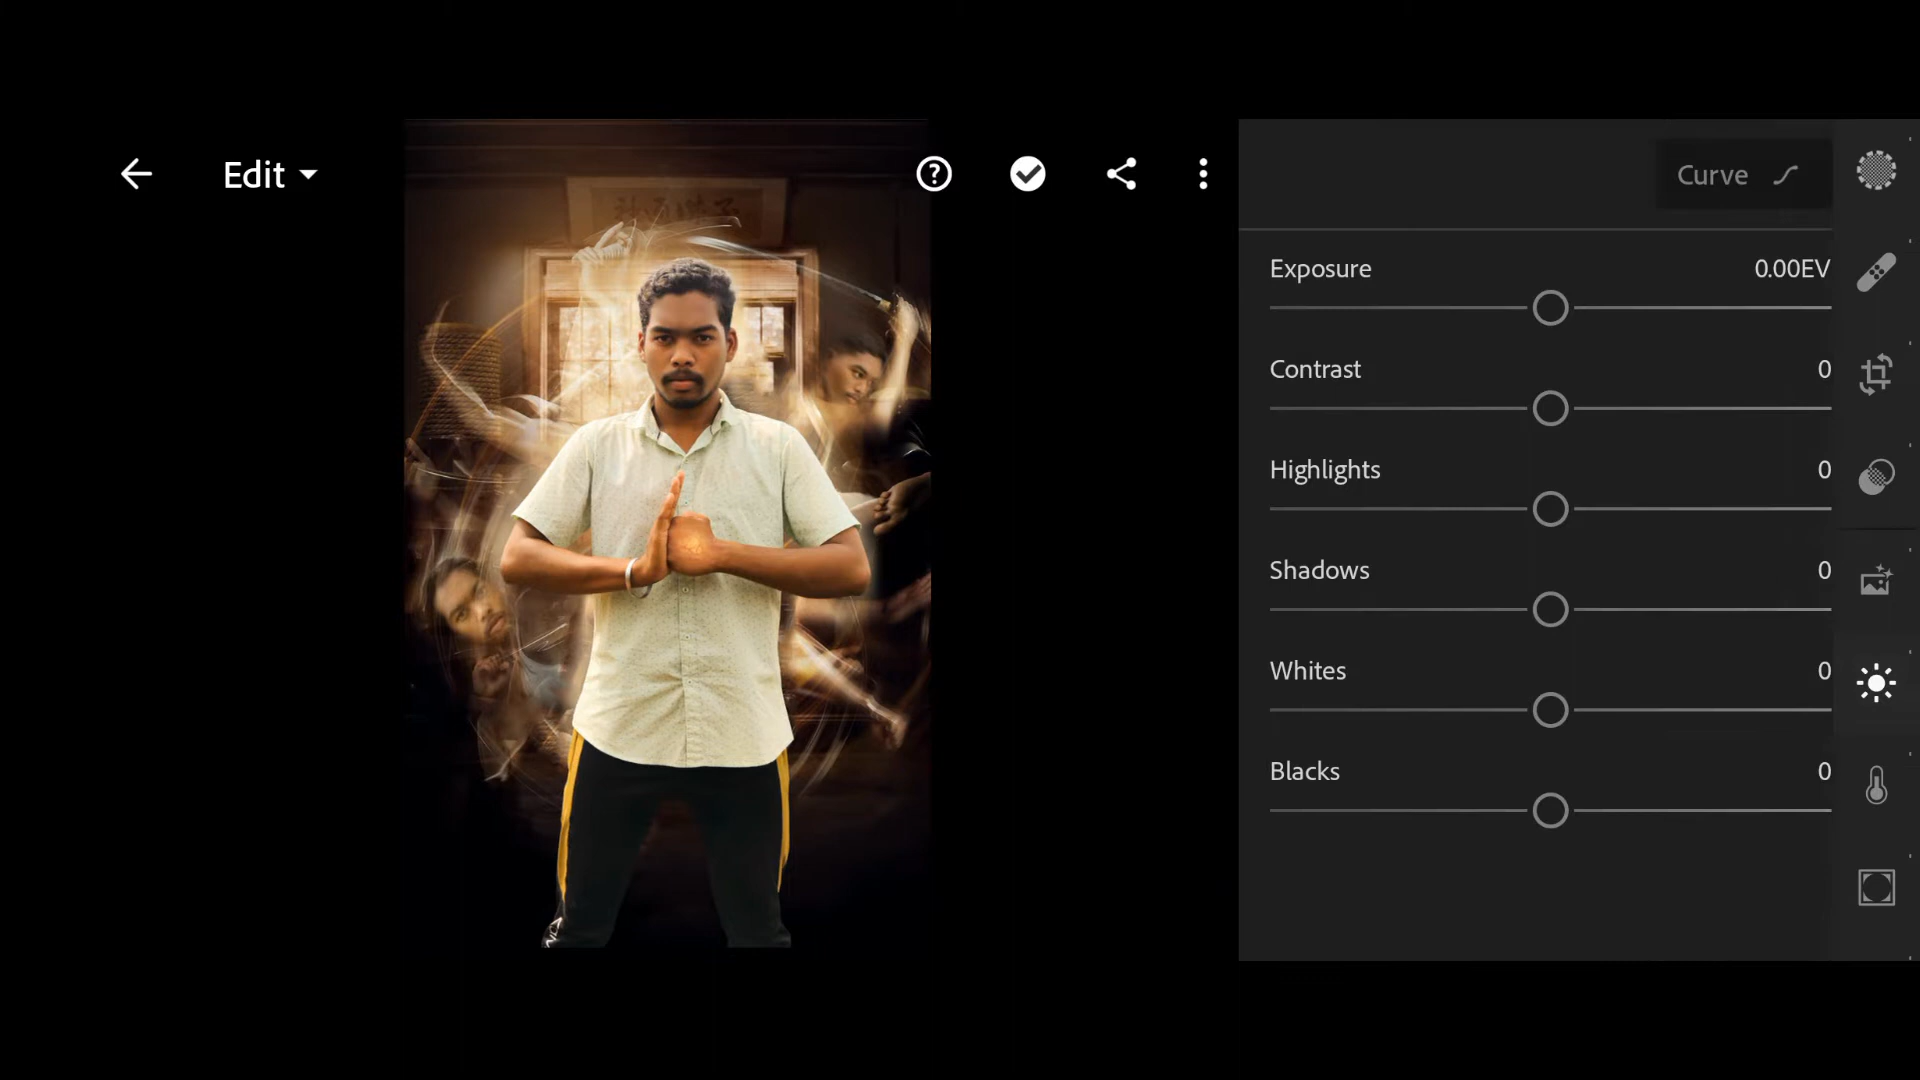 Edit
Curve
Exposure 0.00EV
Contrast 0
Highlights 0
Shadows 0
Whites 0
Blacks 0